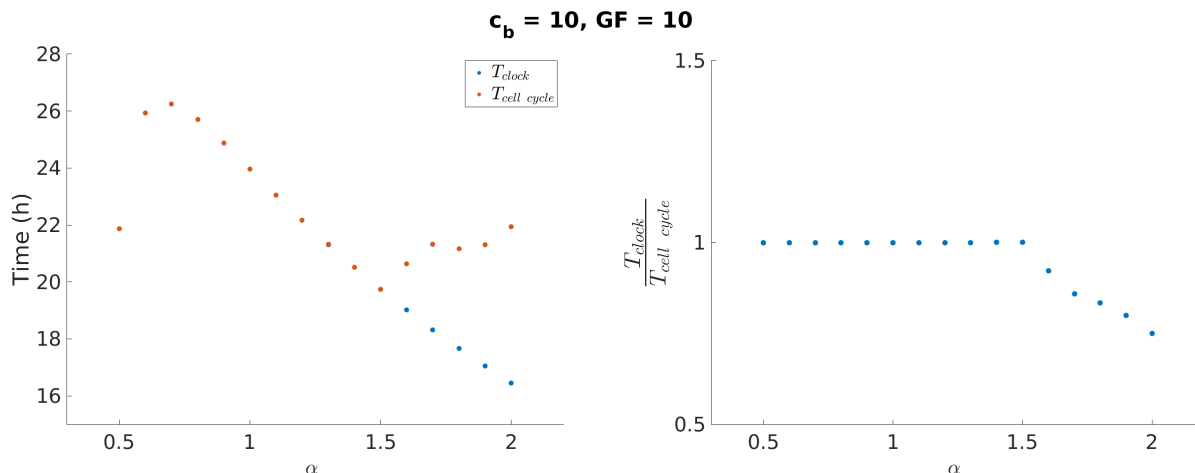 c_b = 10, GF = 10
28
26
24
22
20
18
16
Time (h)
0.5
1
1.5
2
α
T_clock
T_cell cycle
1.5
1
0.5
T_clock
T_cell cycle
0.5
1
1.5
2
α